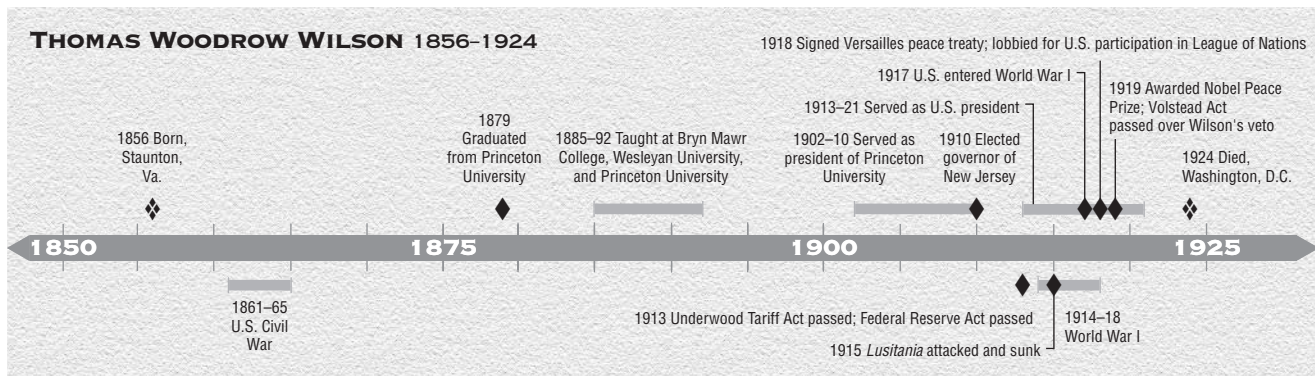 THOMAS WOODROW WILSON 1856–1924
1918 Signed Versailles peace treaty; lobbied for U.S. participation in League of Nations
1917 U.S. entered World War I
1913–21 Served as U.S. president
1919 Awarded Nobel Peace
Prize; Volstead Act
passed over Wilson's veto
1856 Born,
Staunton,
Va.
1879
Graduated
from Princeton
University
1885–92 Taught at Bryn Mawr
College, Wesleyan University,
and Princeton University
1902–10 Served as
president of Princeton
University
1910 Elected
governor of
New Jersey
1924 Died,
Washington, D.C.
1850
1875
1900
1925
1861–65
U.S. Civil
War
1913 Underwood Tariff Act passed; Federal Reserve Act passed
1915 Lusitania attacked and sunk
1914–18
World War I